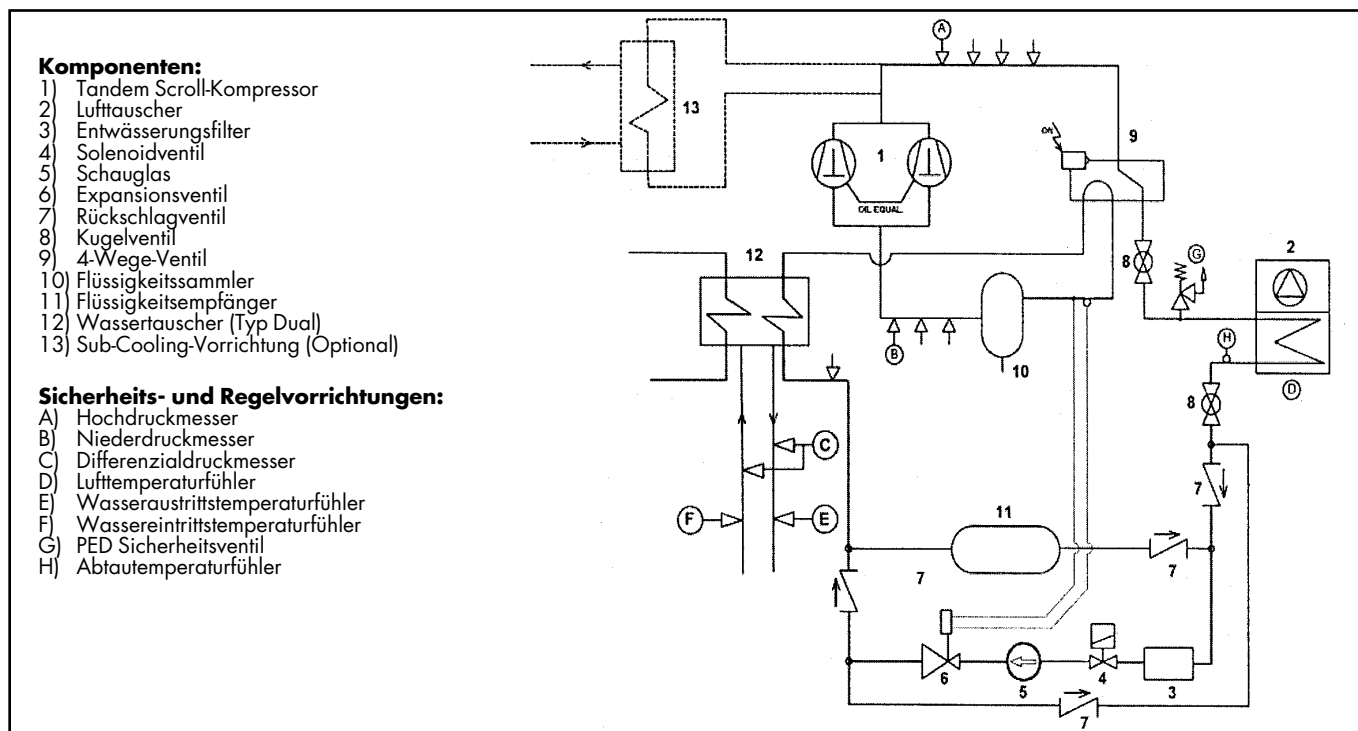 Komponenten:
1) Tandem Scroll-Kompressor
2) Lufttauscher
3) Entwässerungsfilter
4) Solenoidventil
5) Schauglas
6) Expansionsventil
7) Rückschlagventil
8) Kugelventil
9) 4-Wege-Ventil
10) Flüssigkeitssammler
11) Flüssigkeitsempfänger
12) Wassertauscher (Typ Dual)
13) Sub-Cooling-Vorrichtung (Optional)
Sicherheits- und Regelvorrichtungen:
A) Hochdruckmesser
B) Niederdruckmesser
C) Differenzialdruckmesser
D) Lufttemperaturfühler
E) Wasseraustrittstemperaturfühler
F) Wassereintrittstemperaturfühler
G) PED Sicherheitsventil
H) Abtautemperaturfühler
A
13
1
OIL EQUAL.
9
12
8
G
2
B
10
H
D
8
C
F
E
7
11
7
7
6
5
4
3
7